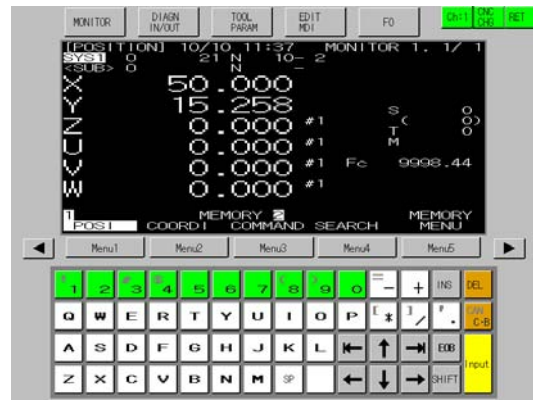 MONITOR DIAGN IN/OUT TOOL PARAM EDIT MDI FO Ch:1 CNC CHG RET
[POSITION] 10/10 11:37 MONITOR 1. 1/ 1
SYS1 O 21 N 10- 2
<SUB> O N -
X 50.000
Y 15.258 S 0
Z 0.000 #1 T ( 0) 0
U 0.000 #1 M
V 0.000 #1 Fc 9998.44
W 0.000 #1
1 MEMORY 2 MEMORY
POSI COORDI COMMAND SEARCH MENU
◀ Menu1 Menu2 Menu3 Menu4 Menu5 ▶
1 2 # 3 4 5 6 7 ( 8 ) 9 0 = - + INS DEL
Q W E R T Y U I O P [ * ] / . CAN C·B
A S D F G H J K L ↑ EOB Input
Z X C V B N M SP ← ↓ → SHIFT